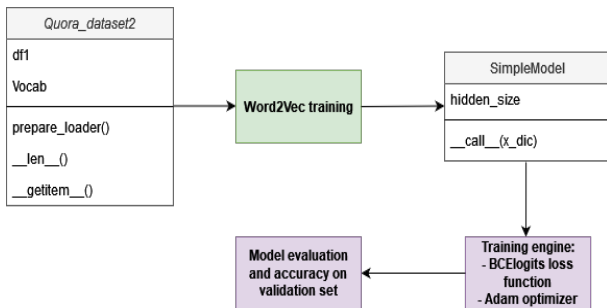 Quora_dataset2
df1
Vocab
prepare_loader()
__len__()
__getitem__()
Word2Vec training
SimpleModel
hidden_size
__call__(x_dic)
Training engine:
- BCElogits loss
function
- Adam optimizer
Model evaluation
and accuracy on
validation set